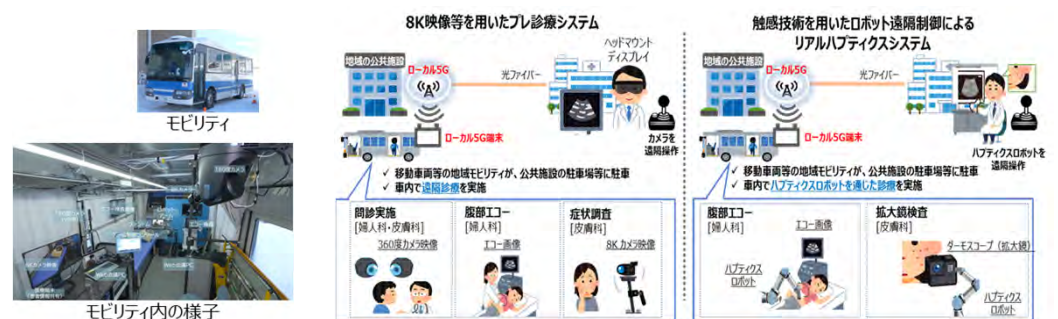 モビリティ
360度カメラ
モビリティ内の様子
8K映像等を用いたプレ診療システム
地域の公共施設
ローカル5G
光ファイバー
ヘッドマウント
ディスプレイ
ローカル5G端末
カメラを
遠隔操作
✓ 移動車両等の地域モビリティが、公共施設の駐車場等に駐車
✓ 車内で遠隔診療を実施
問診実施
[婦人科・皮膚科]
360度カメラ映像
腹部エコー
[婦人科]
エコー画像
症状調査
[皮膚科]
8Kカメラ映像
触感技術を用いたロボット遠隔制御による
リアルハプティクスシステム
地域の公共施設
ローカル5G
光ファイバー
ローカル5G端末
ハプティクスロボットを
遠隔操作
✓ 移動車両等の地域モビリティが、公共施設の駐車場等に駐車
✓ 車内でハプティクスロボットを通じた診療を実施
腹部エコー
[婦人科]
エコー画像
ハプティクス
ロボット
拡大鏡検査
[皮膚科]
ダーモスコープ（拡大鏡）
ハプティクス
ロボット